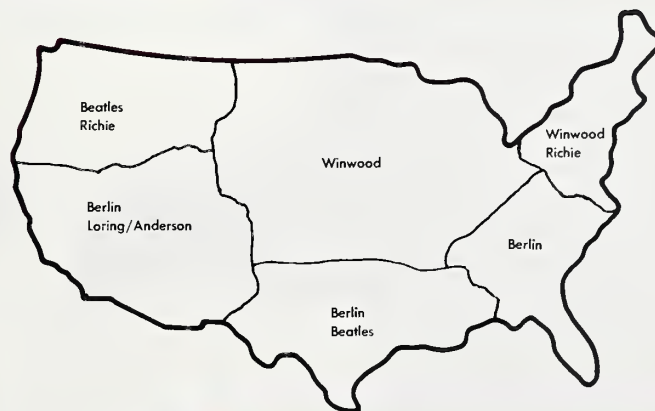 Beatles
Richie
Winwood
Winwood
Richie
Berlin
Loring/Anderson
Berlin
Berlin
Beatles